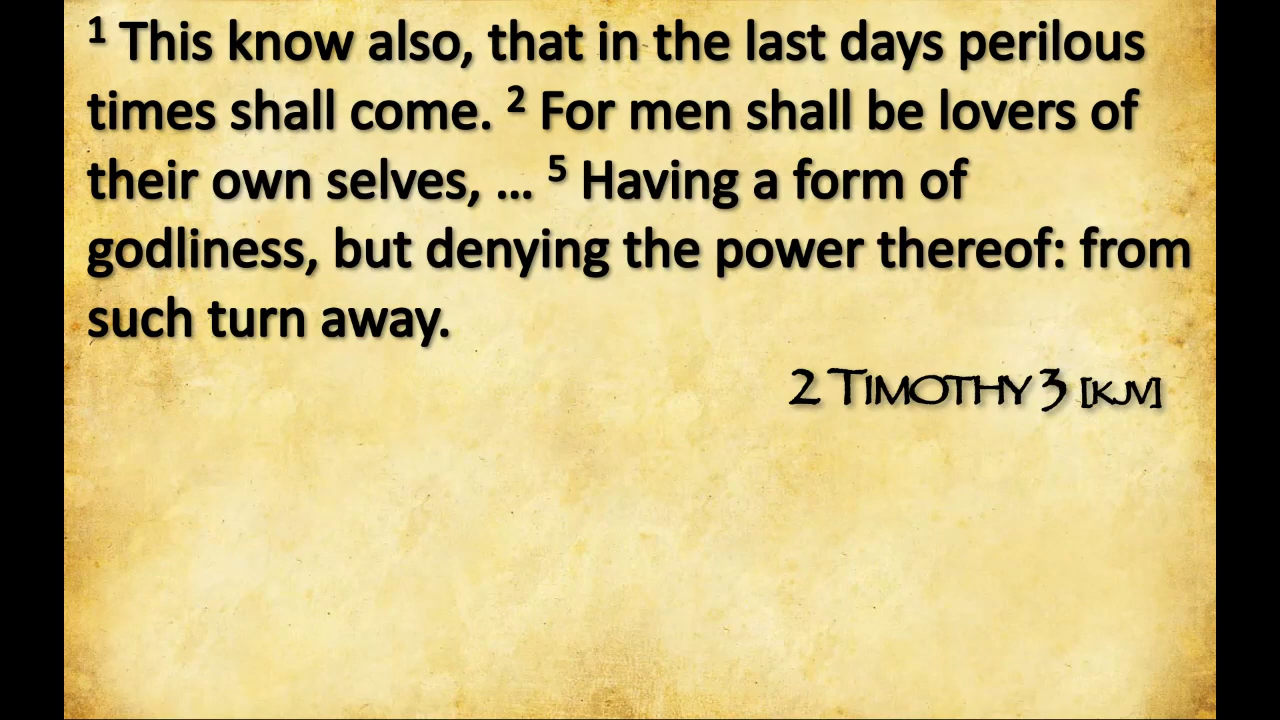 ¹ This know also, that in the last days perilous
times shall come. ² For men shall be lovers of
their own selves, ... ⁵ Having a form of
godliness, but denying the power thereof: from
such turn away.
2 Timothy 3 [KJV]